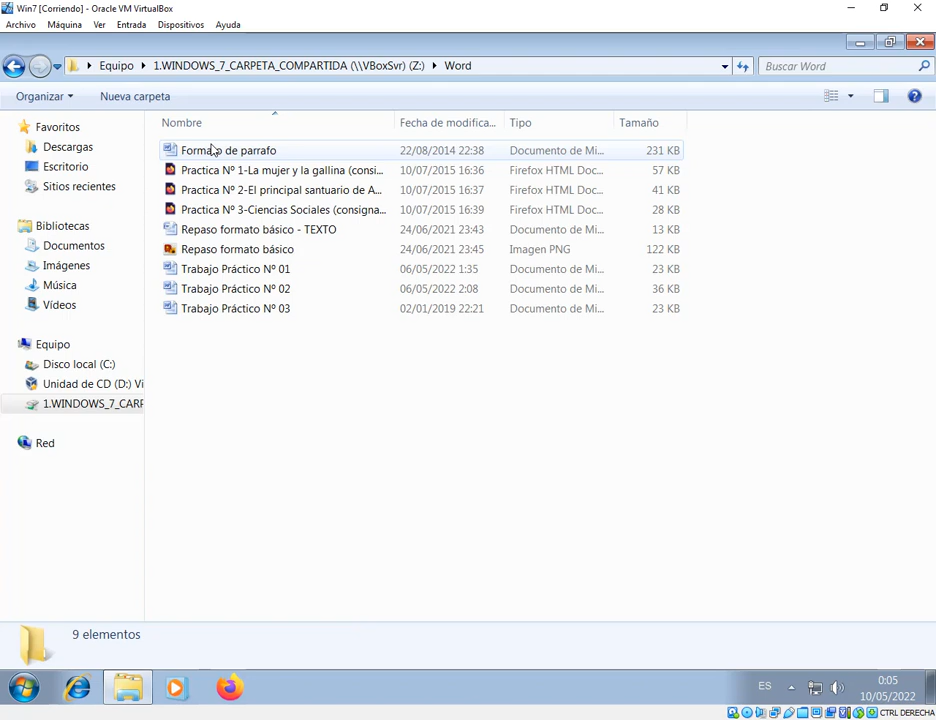 Win7 [Corriendo] - Oracle VM VirtualBox
Archivo Máquina Ver Entrada Dispositivos Ayuda
Equipo 1.WINDOWS_7_CARPETA_COMPARTIDA (\\VBoxSvr) (Z:) Word
Buscar Word
Organizar Nueva carpeta
Nombre Fecha de modifica... Tipo Tamaño
Favoritos
Descargas
Escritorio
Sitios recientes
Bibliotecas
Documentos
Imágenes
Música
Vídeos
Equipo
Disco local (C:)
Unidad de CD (D:) Vi
1.WINDOWS_7_CARP
Red
Formato de parrafo 22/08/2014 22:38 Documento de Mi... 231 KB
Practica Nº 1-La mujer y la gallina (consi... 10/07/2015 16:36 Firefox HTML Doc... 57 KB
Practica Nº 2-El principal santuario de A... 10/07/2015 16:37 Firefox HTML Doc... 41 KB
Practica Nº 3-Ciencias Sociales (consigna... 10/07/2015 16:39 Firefox HTML Doc... 28 KB
Repaso formato básico - TEXTO 24/06/2021 23:43 Documento de Mi... 13 KB
Repaso formato básico 24/06/2021 23:45 Imagen PNG 122 KB
Trabajo Práctico Nº 01 06/05/2022 1:35 Documento de Mi... 23 KB
Trabajo Práctico Nº 02 06/05/2022 2:08 Documento de Mi... 36 KB
Trabajo Práctico Nº 03 02/01/2019 22:21 Documento de Mi... 23 KB
9 elementos
ES
0:05
10/05/2022
CTRL DERECHA